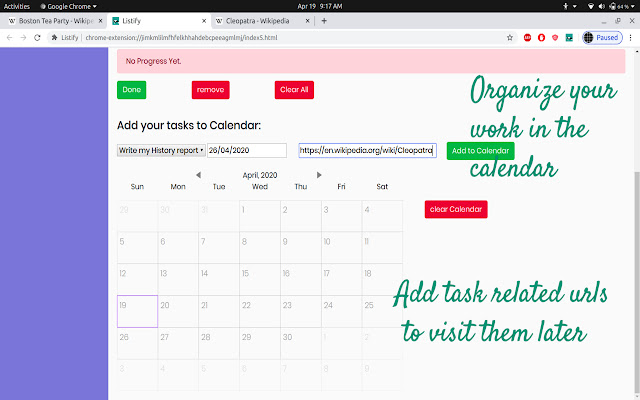 Activities
Google Chrome
Apr 19 9:17 AM
64 %
Boston Tea Party - Wikipe
Listify
Cleopatra - Wikipedia
Listify | chrome-extension://jimkmlilmfhfelkhhahdebcpeeagmlmj/index5.html
Paused
No Progress Yet.
Done
remove
Clear All
Organize your
work in the
calendar
Add your tasks to Calendar:
Write my History report
26/04/2020
https://en.wikipedia.org/wiki/Cleopatra
Add to Calendar
April, 2020
Sun Mon Tue Wed Thu Fri Sat
29 30 31 1 2 3 4
clear Calendar
5 6 7 8 9 10 11
12 13 14 15 16 17 18
19 20 21 22 23 24 25
Add task related urls
to visit them later
26 27 28 29 30 1 2
3 4 5 6 7 8 9